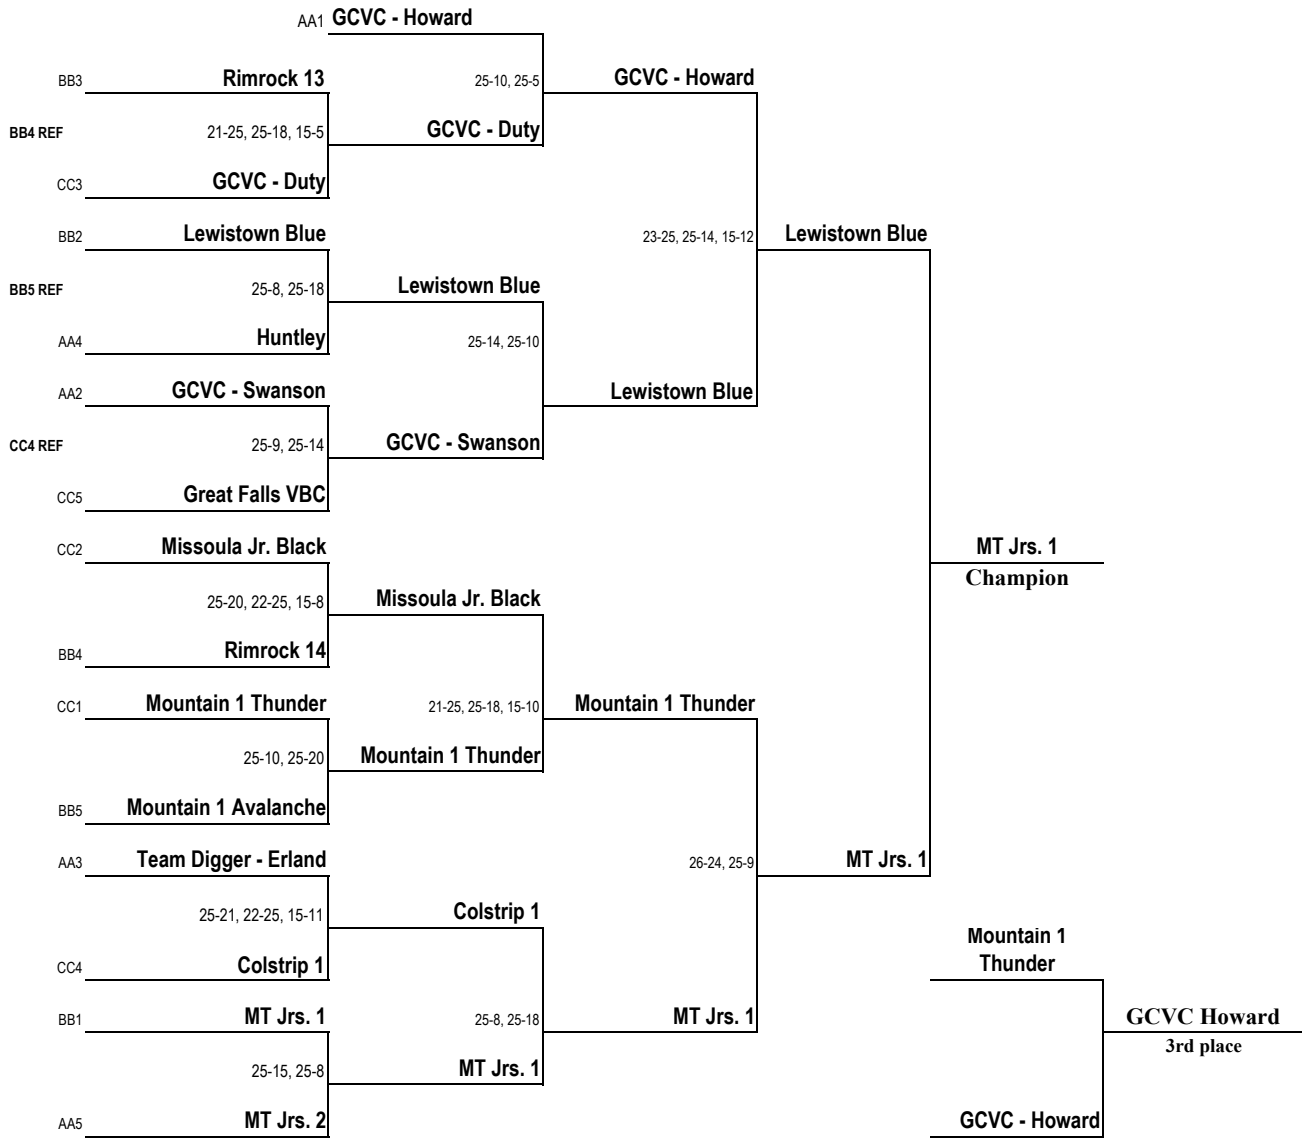 AA1 GCVC - Howard
BB3 Rimrock 13 25-10, 25-5 GCVC - Howard
BB4 REF 21-25, 25-18, 15-5 GCVC - Duty
CC3 GCVC - Duty
BB2 Lewistown Blue 23-25, 25-14, 15-12 Lewistown Blue
BB5 REF 25-8, 25-18 Lewistown Blue
AA4 Huntley 25-14, 25-10
AA2 GCVC - Swanson Lewistown Blue
CC4 REF 25-9, 25-14 GCVC - Swanson
CC5 Great Falls VBC
CC2 Missoula Jr. Black MT Jrs. 1
Champion
25-20, 22-25, 15-8 Missoula Jr. Black
BB4 Rimrock 14
CC1 Mountain 1 Thunder 21-25, 25-18, 15-10 Mountain 1 Thunder
25-10, 25-20 Mountain 1 Thunder
BB5 Mountain 1 Avalanche
AA3 Team Digger - Erland 26-24, 25-9 MT Jrs. 1
25-21, 22-25, 15-11 Colstrip 1
Mountain 1
Thunder
CC4 Colstrip 1
BB1 MT Jrs. 1 25-8, 25-18 MT Jrs. 1 GCVC Howard
3rd place
25-15, 25-8 MT Jrs. 1
AA5 MT Jrs. 2 GCVC - Howard